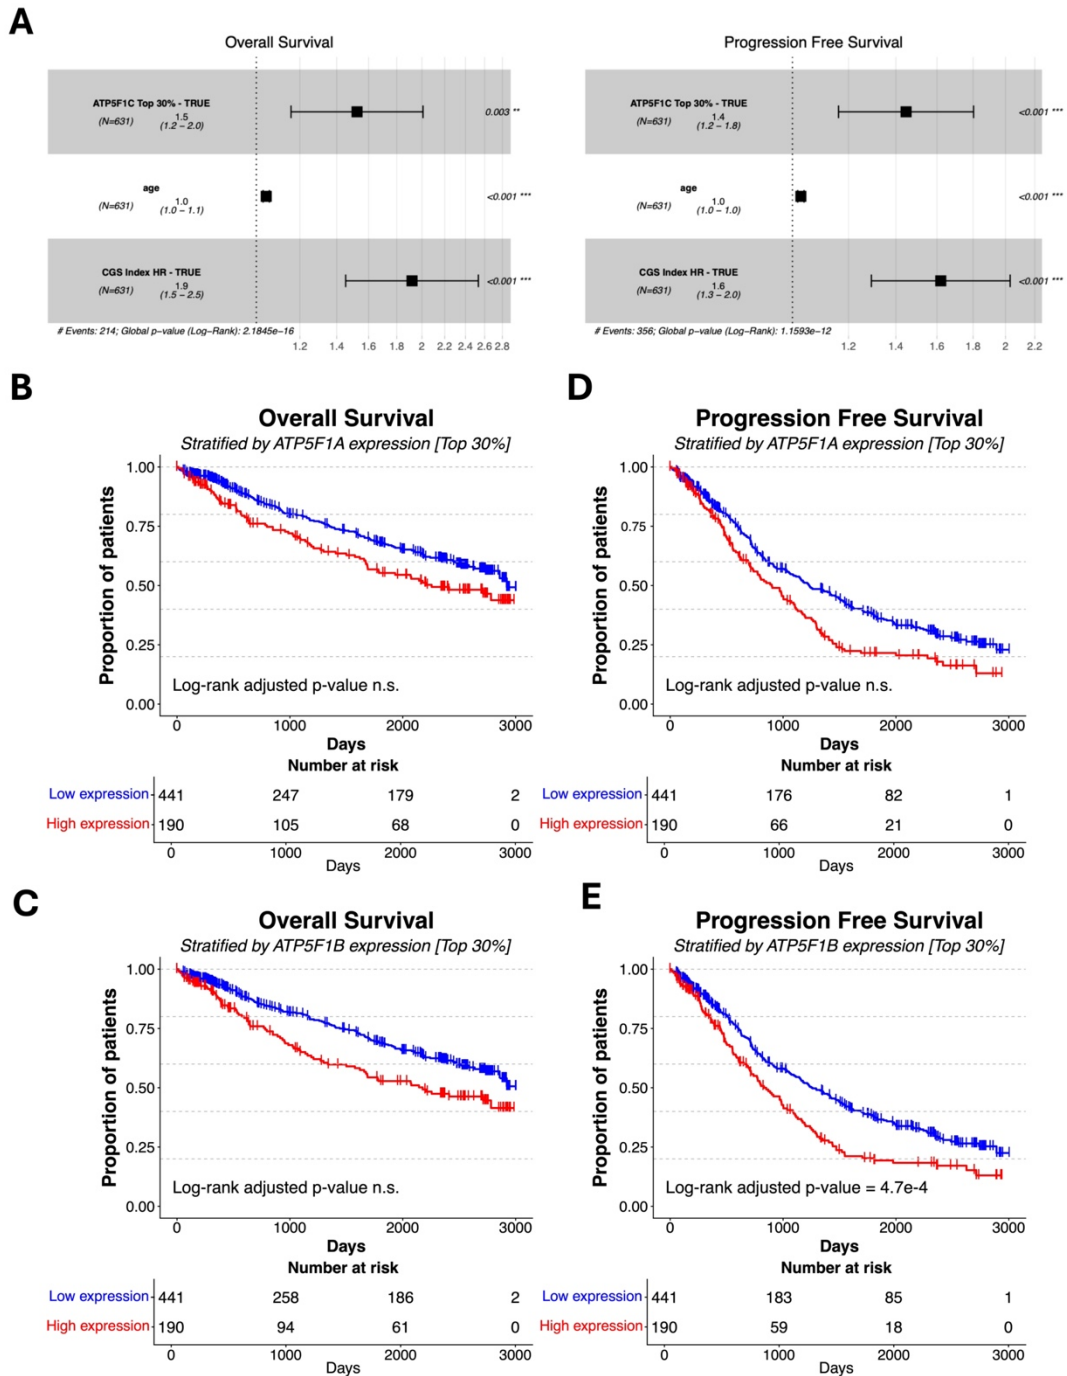 A
Overall Survival
ATP5F1C Top 30% - TRUE
(N=631)
1.5
(1.2 – 2.0)
0.003 **
age
(N=631)
1.0
(1.0 – 1.1)
<0.001 ***
CGS Index HR - TRUE
(N=631)
1.9
(1.5 – 2.5)
<0.001 ***
# Events: 214; Global p−value (Log−Rank): 2.1845e−16
1.2 1.4 1.6 1.8 2 2.2 2.4 2.6 2.8
Progression Free Survival
ATP5F1C Top 30% - TRUE
(N=631)
1.4
(1.2 – 1.8)
<0.001 ***
age
(N=631)
1.0
(1.0 – 1.0)
<0.001 ***
CGS Index HR - TRUE
(N=631)
1.6
(1.3 – 2.0)
<0.001 ***
# Events: 356; Global p−value (Log−Rank): 1.1593e−12
1.2 1.4 1.6 1.8 2 2.2
B
Overall Survival
Stratified by ATP5F1A expression [Top 30%]
Proportion of patients
1.00
0.75
0.50
0.25
0.00
Log-rank adjusted p-value n.s.
0 1000 2000 3000
Days
Number at risk
Low expression 441 247 179 2
High expression 190 105 68 0
0 1000 2000 3000
Days
D
Progression Free Survival
Stratified by ATP5F1A expression [Top 30%]
Proportion of patients
1.00
0.75
0.50
0.25
0.00
Log-rank adjusted p-value n.s.
0 1000 2000 3000
Days
Number at risk
Low expression 441 176 82 1
High expression 190 66 21 0
0 1000 2000 3000
Days
C
Overall Survival
Stratified by ATP5F1B expression [Top 30%]
Proportion of patients
1.00
0.75
0.50
0.25
0.00
Log-rank adjusted p-value n.s.
0 1000 2000 3000
Days
Number at risk
Low expression 441 258 186 2
High expression 190 94 61 0
0 1000 2000 3000
Days
E
Progression Free Survival
Stratified by ATP5F1B expression [Top 30%]
Proportion of patients
1.00
0.75
0.50
0.25
0.00
Log-rank adjusted p-value = 4.7e-4
0 1000 2000 3000
Days
Number at risk
Low expression 441 183 85 1
High expression 190 59 18 0
0 1000 2000 3000
Days